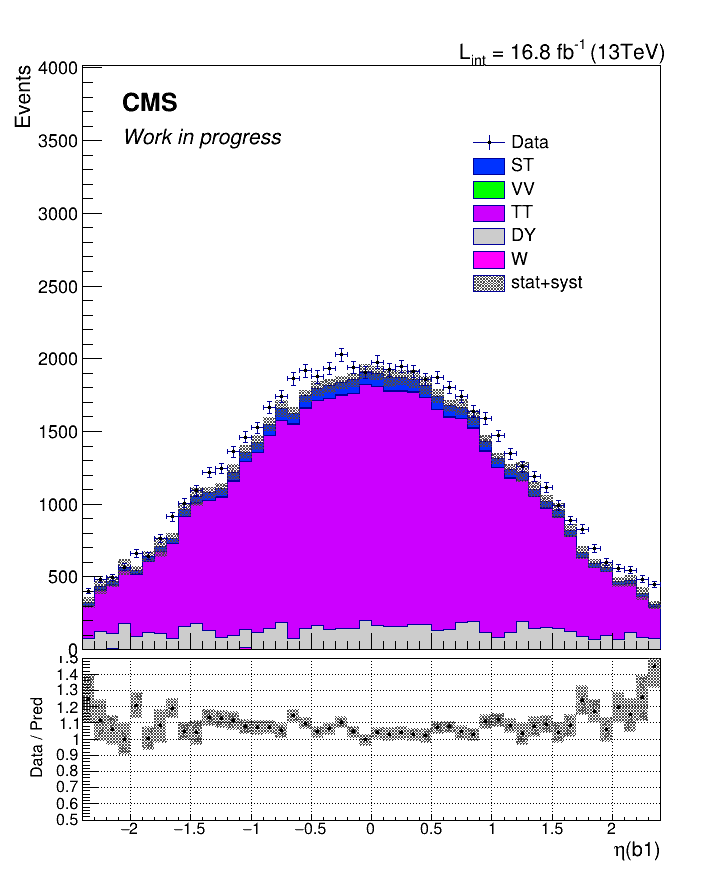 L_int = 16.8 fb^-1 (13TeV)
Events
4000
3500
3000
2500
2000
1500
1000
500
0
CMS
Work in progress
Data
ST
VV
TT
DY
W
stat+syst
Data / Pred
1.5
1.4
1.3
1.2
1.1
1
0.9
0.8
0.7
0.6
0.5
−2
−1.5
−1
−0.5
0
0.5
1
1.5
2
η(b1)